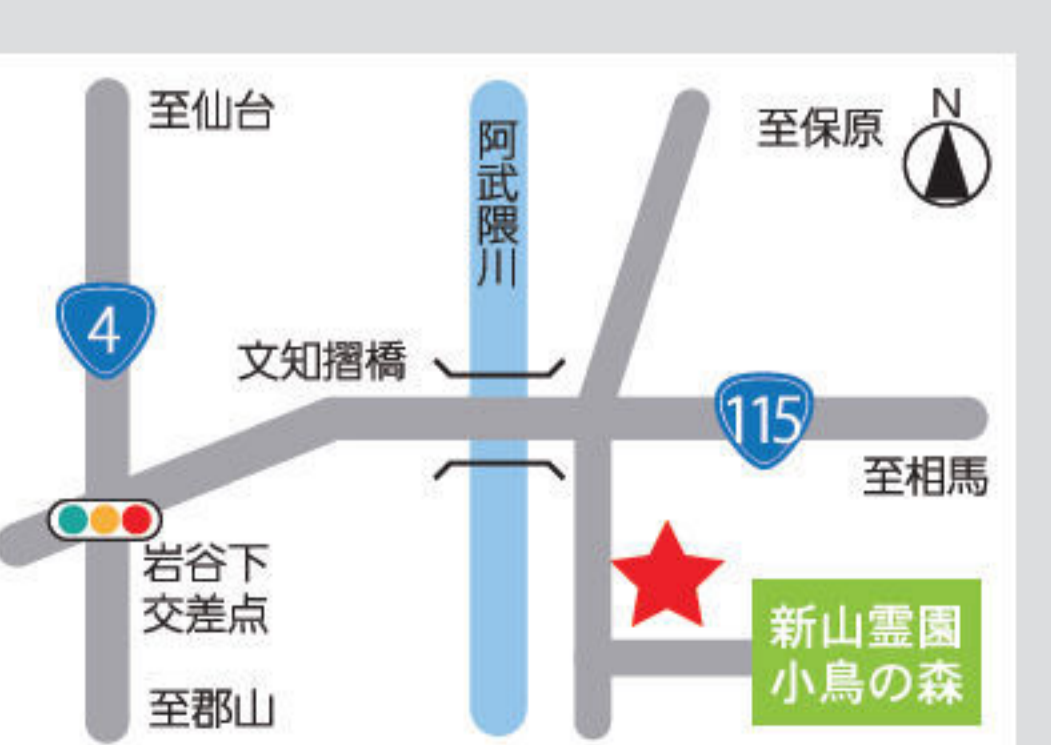 至仙台
阿武隈川
至保原
N
4
文知摺橋
115
至相馬
岩谷下
交差点
新山霊園
小鳥の森
至郡山